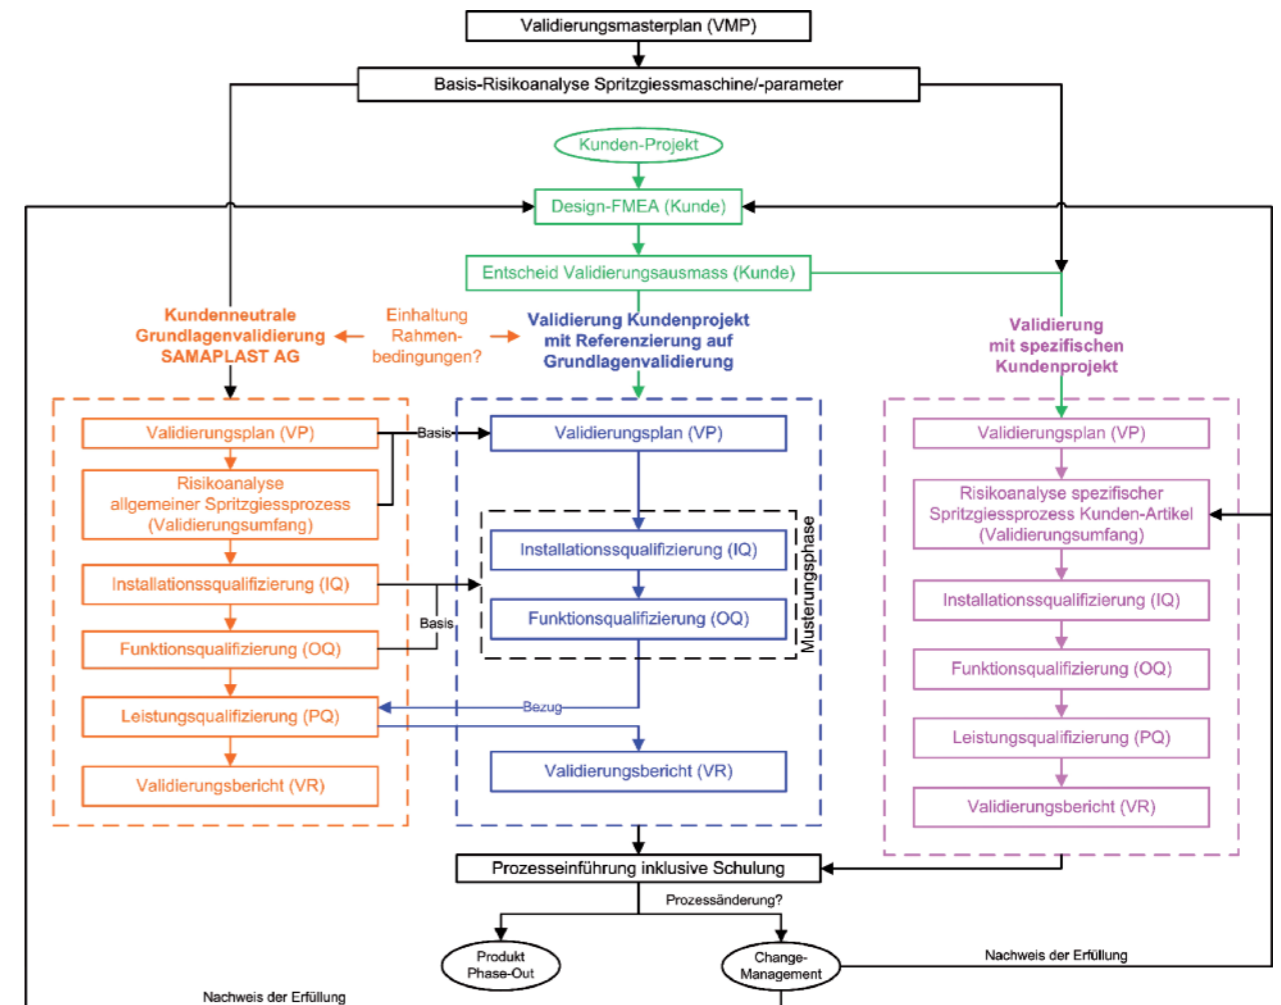 Validierungsmasterplan (VMP)
Basis-Risikoanalyse Spritzgiessmaschine/-parameter
Kunden-Projekt
Design-FMEA (Kunde)
Entscheid Validierungsausmass (Kunde)
Kundenneutrale
Grundlagenvalidierung
SAMAPLAST AG
Einhaltung
Rahmen-
bedingungen?
Validierung Kundenprojekt
mit Referenzierung auf
Grundlagenvalidierung
Validierung
mit spezifischen
Kundenprojekt
Validierungsplan (VP)
Risikoanalyse
allgemeiner Spritzgiessprozess
(Validierungsumfang)
Installationssqualifizierung (IQ)
Funktionsqualifizierung (OQ)
Leistungsqualifizierung (PQ)
Validierungsbericht (VR)
Basis
Basis
Validierungsplan (VP)
Musterungsphase
Installationssqualifizierung (IQ)
Funktionsqualifizierung (OQ)
Bezug
Validierungsbericht (VR)
Validierungsplan (VP)
Risikoanalyse spezifischer
Spritzgiessprozess Kunden-Artikel
(Validierungsumfang)
Installationssqualifizierung (IQ)
Funktionsqualifizierung (OQ)
Leistungsqualifizierung (PQ)
Validierungsbericht (VR)
Prozesseinführung inklusive Schulung
Prozessänderung?
Produkt
Phase-Out
Change-
Management
Nachweis der Erfüllung
Nachweis der Erfüllung